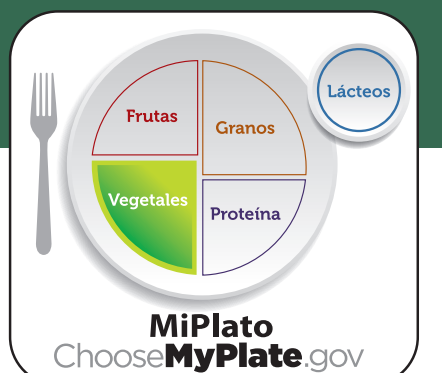 Lácteos
Frutas
Granos
Vegetales
Proteína
MiPlato
ChooseMyPlate.gov